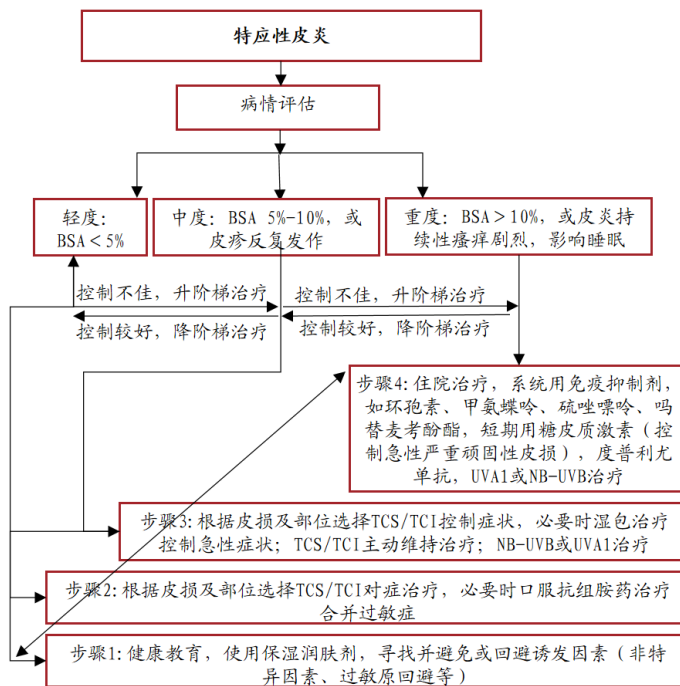 特应性皮炎
病情评估
轻度：
BSA＜5%
中度：BSA 5%-10%，或
皮疹反复发作
重度：BSA＞10%，或皮炎持
续性瘙痒剧烈，影响睡眠
控制不佳，升阶梯治疗
控制不佳，升阶梯治疗
控制较好，降阶梯治疗
控制较好，降阶梯治疗
步骤4：住院治疗，系统用免疫抑制剂，
如环孢素、甲氨蝶呤、硫唑嘌呤、吗
替麦考酚酯，短期用糖皮质激素（控
制急性严重顽固性皮损），度普利尤
单抗，UVA1或NB-UVB治疗
步骤3：根据皮损及部位选择TCS/TCI控制症状，必要时湿包治疗
控制急性症状；TCS/TCI主动维持治疗；NB-UVB或UVA1治疗
步骤2：根据皮损及部位选择TCS/TCI对症治疗，必要时口服抗组胺药治疗
合并过敏症
步骤1：健康教育，使用保湿润肤剂，寻找并避免或回避诱发因素（非特
异因素、过敏原回避等）